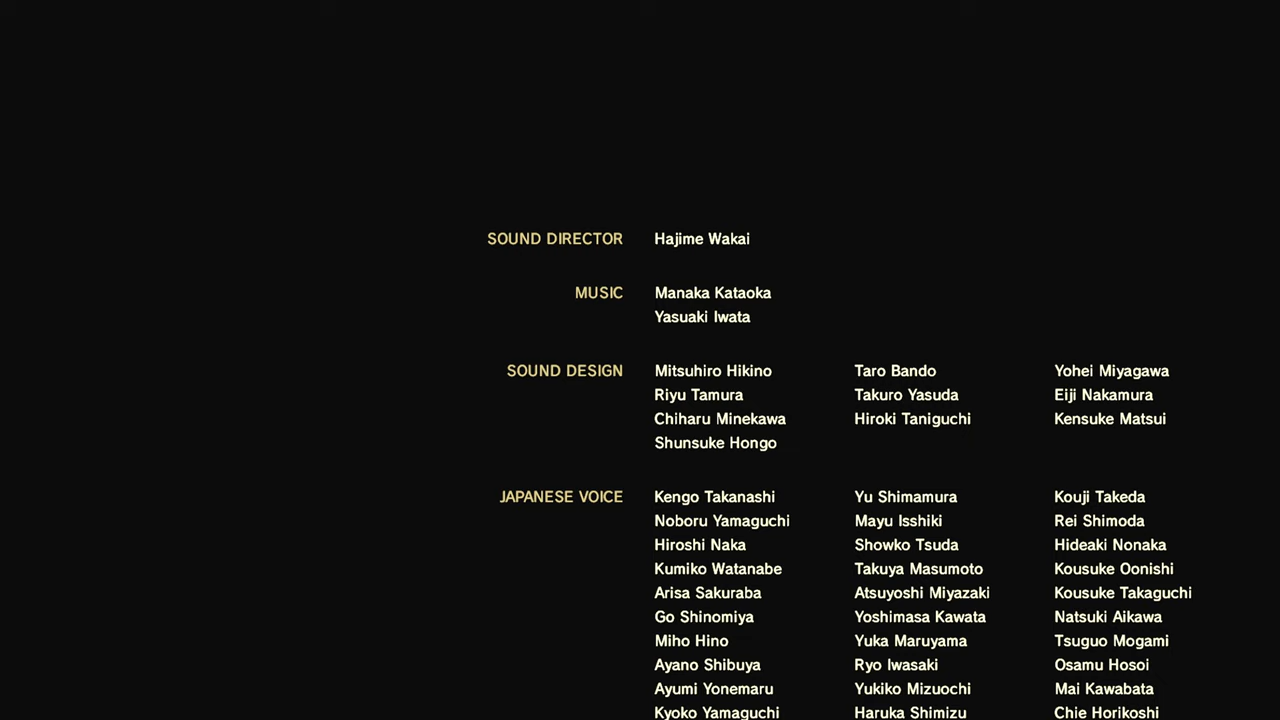 SOUND DIRECTOR Hajime Wakai
MUSIC Manaka Kataoka
Yasuaki Iwata
SOUND DESIGN Mitsuhiro Hikino Taro Bando Yohei Miyagawa
Riyu Tamura Takuro Yasuda Eiji Nakamura
Chiharu Minekawa Hiroki Taniguchi Kensuke Matsui
Shunsuke Hongo
JAPANESE VOICE Kengo Takanashi Yu Shimamura Kouji Takeda
Noboru Yamaguchi Mayu Isshiki Rei Shimoda
Hiroshi Naka Showko Tsuda Hideaki Nonaka
Kumiko Watanabe Takuya Masumoto Kousuke Oonishi
Arisa Sakuraba Atsuyoshi Miyazaki Kousuke Takaguchi
Go Shinomiya Yoshimasa Kawata Natsuki Aikawa
Miho Hino Yuka Maruyama Tsuguo Mogami
Ayano Shibuya Ryo Iwasaki Osamu Hosoi
Ayumi Yonemaru Yukiko Mizuochi Mai Kawabata
Kyoko Yamaguchi Haruka Shimizu Chie Horikoshi